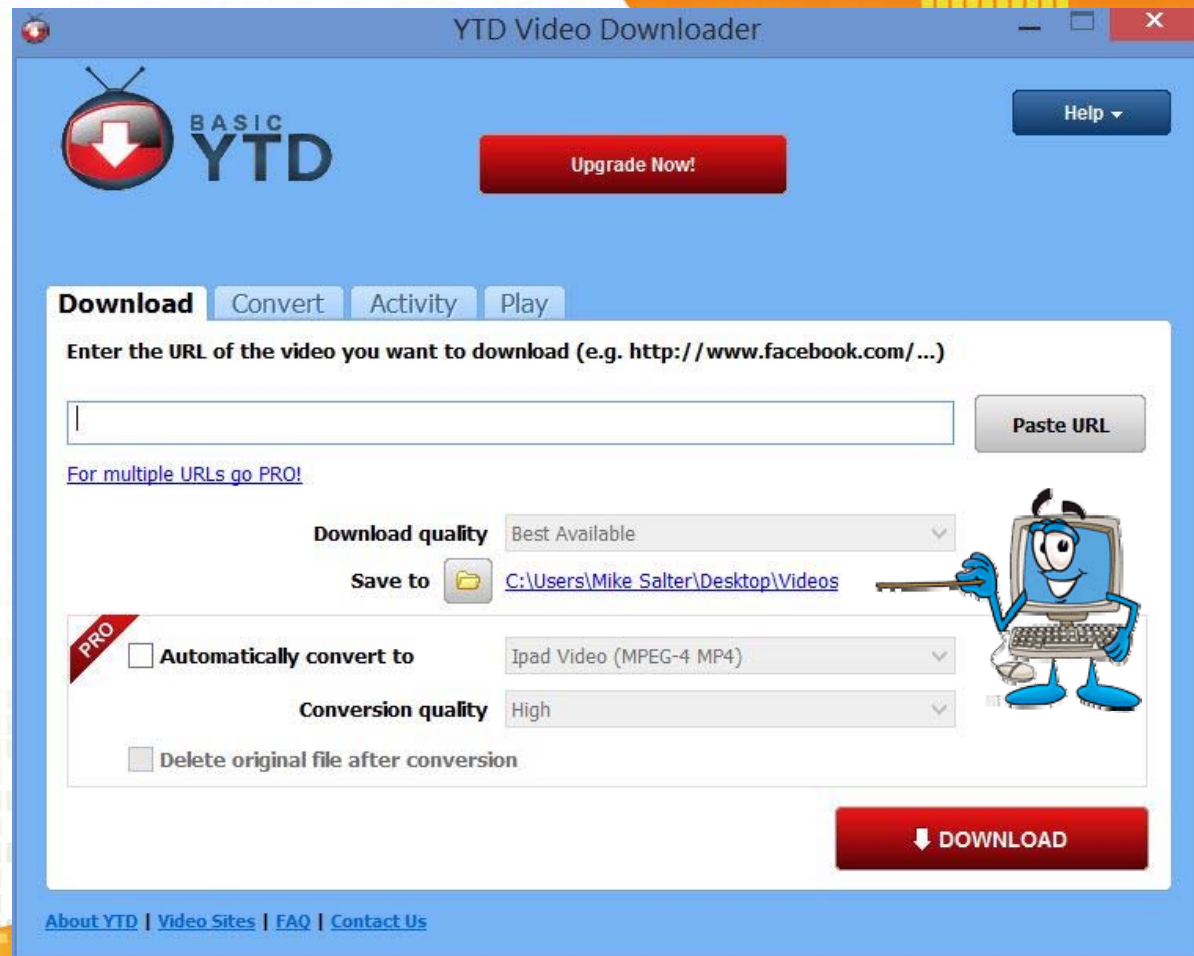 YTD Video Downloader
Help
BASIC
YTD
Upgrade Now!
Download Convert Activity Play
Enter the URL of the video you want to download (e.g. http://www.facebook.com/...)
Paste URL
For multiple URLs go PRO!
Download quality Best Available
Save to C:\Users\Mike Salter\Desktop\Videos
PRO
Automatically convert to Ipad Video (MPEG-4 MP4)
Conversion quality High
Delete original file after conversion
DOWNLOAD
About YTD | Video Sites | FAQ | Contact Us